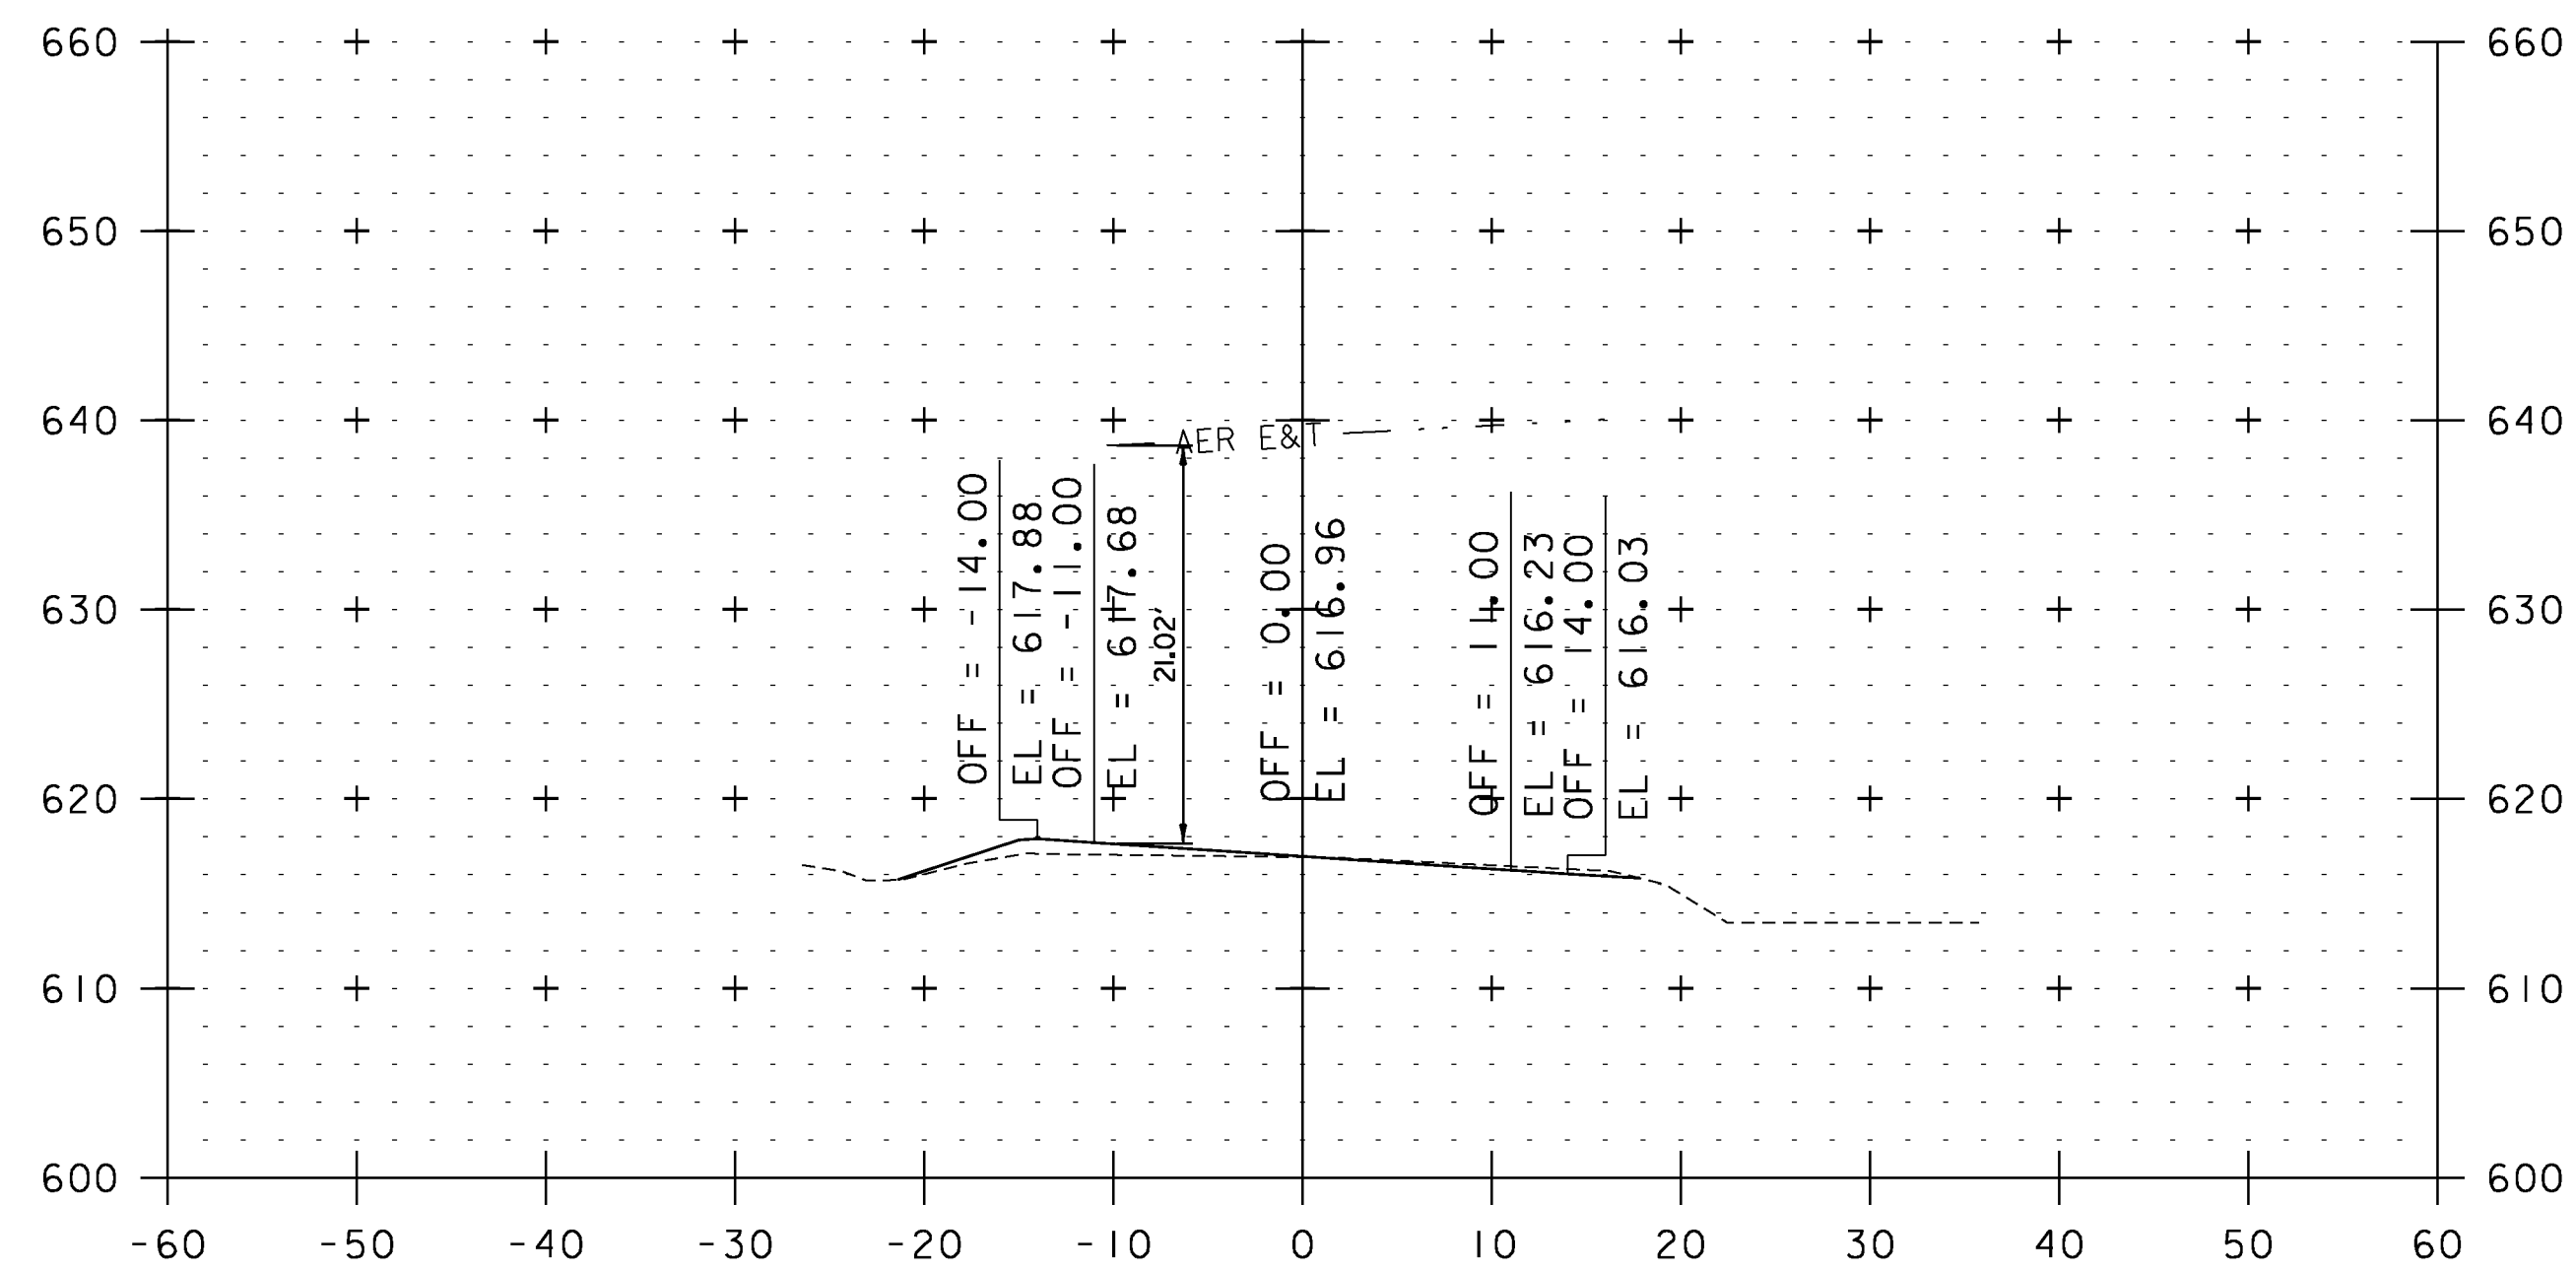 660 660
650 650
640 640
AER E&T
OFF = -14.00
EL = 617.88
OFF = -11.00
EL = 617.68
21.02'
OFF = 0.00
EL = 616.96
OFF = 11.00
EL = 616.23
OFF = 14.00
EL = 616.03
630 630
620 620
610 610
600 600
-60 -50 -40 -30 -20 -10 0 10 20 30 40 50 60